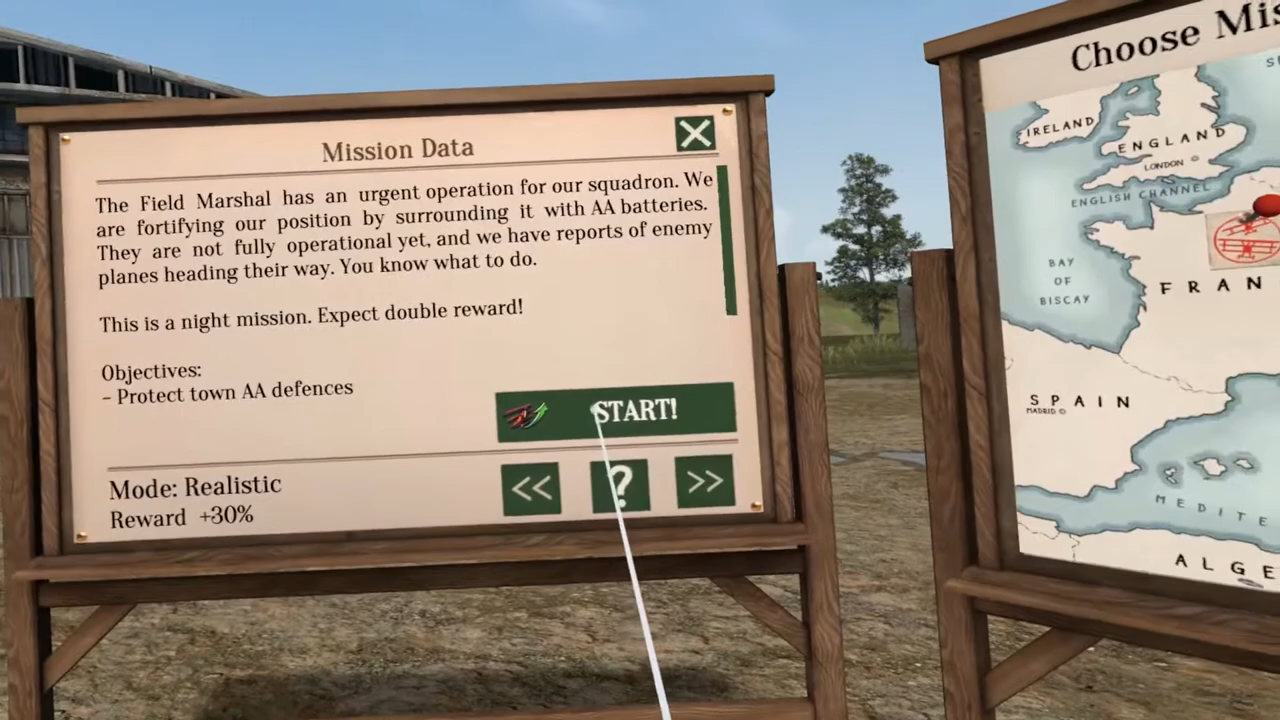 Mission Data
The Field Marshal has an urgent operation for our squadron. We
are fortifying our position by surrounding it with AA batteries.
They are not fully operational yet, and we have reports of enemy
planes heading their way. You know what to do.
This is a night mission. Expect double reward!
Objectives:
- Protect town AA defences
START!
Mode: Realistic
Reward +30%
<< ? >>
Choose Mis
IRELAND
ENGLAND
LONDON
ENGLISH CHANNEL
BAY
OF
BISCAY
FRAN
SPAIN
MADRID
MEDITE
ALGE